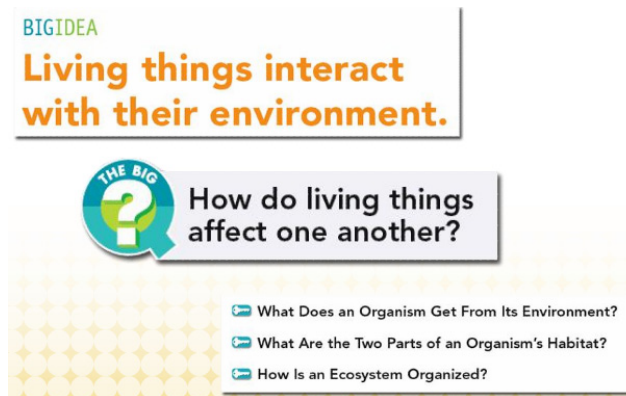 BIGIDEA
Living things interact
with their environment.
THE BIG
?
How do living things
affect one another?
What Does an Organism Get From Its Environment?
What Are the Two Parts of an Organism's Habitat?
How Is an Ecosystem Organized?